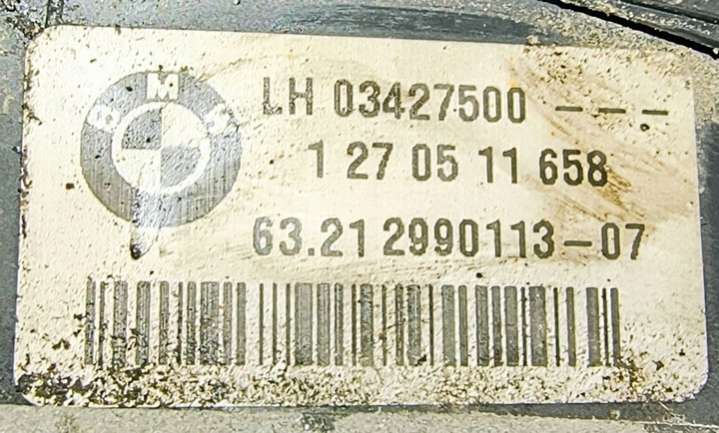 BMW
LH 03427500 ---
1 27 05 11 658
63.21 2990113-07